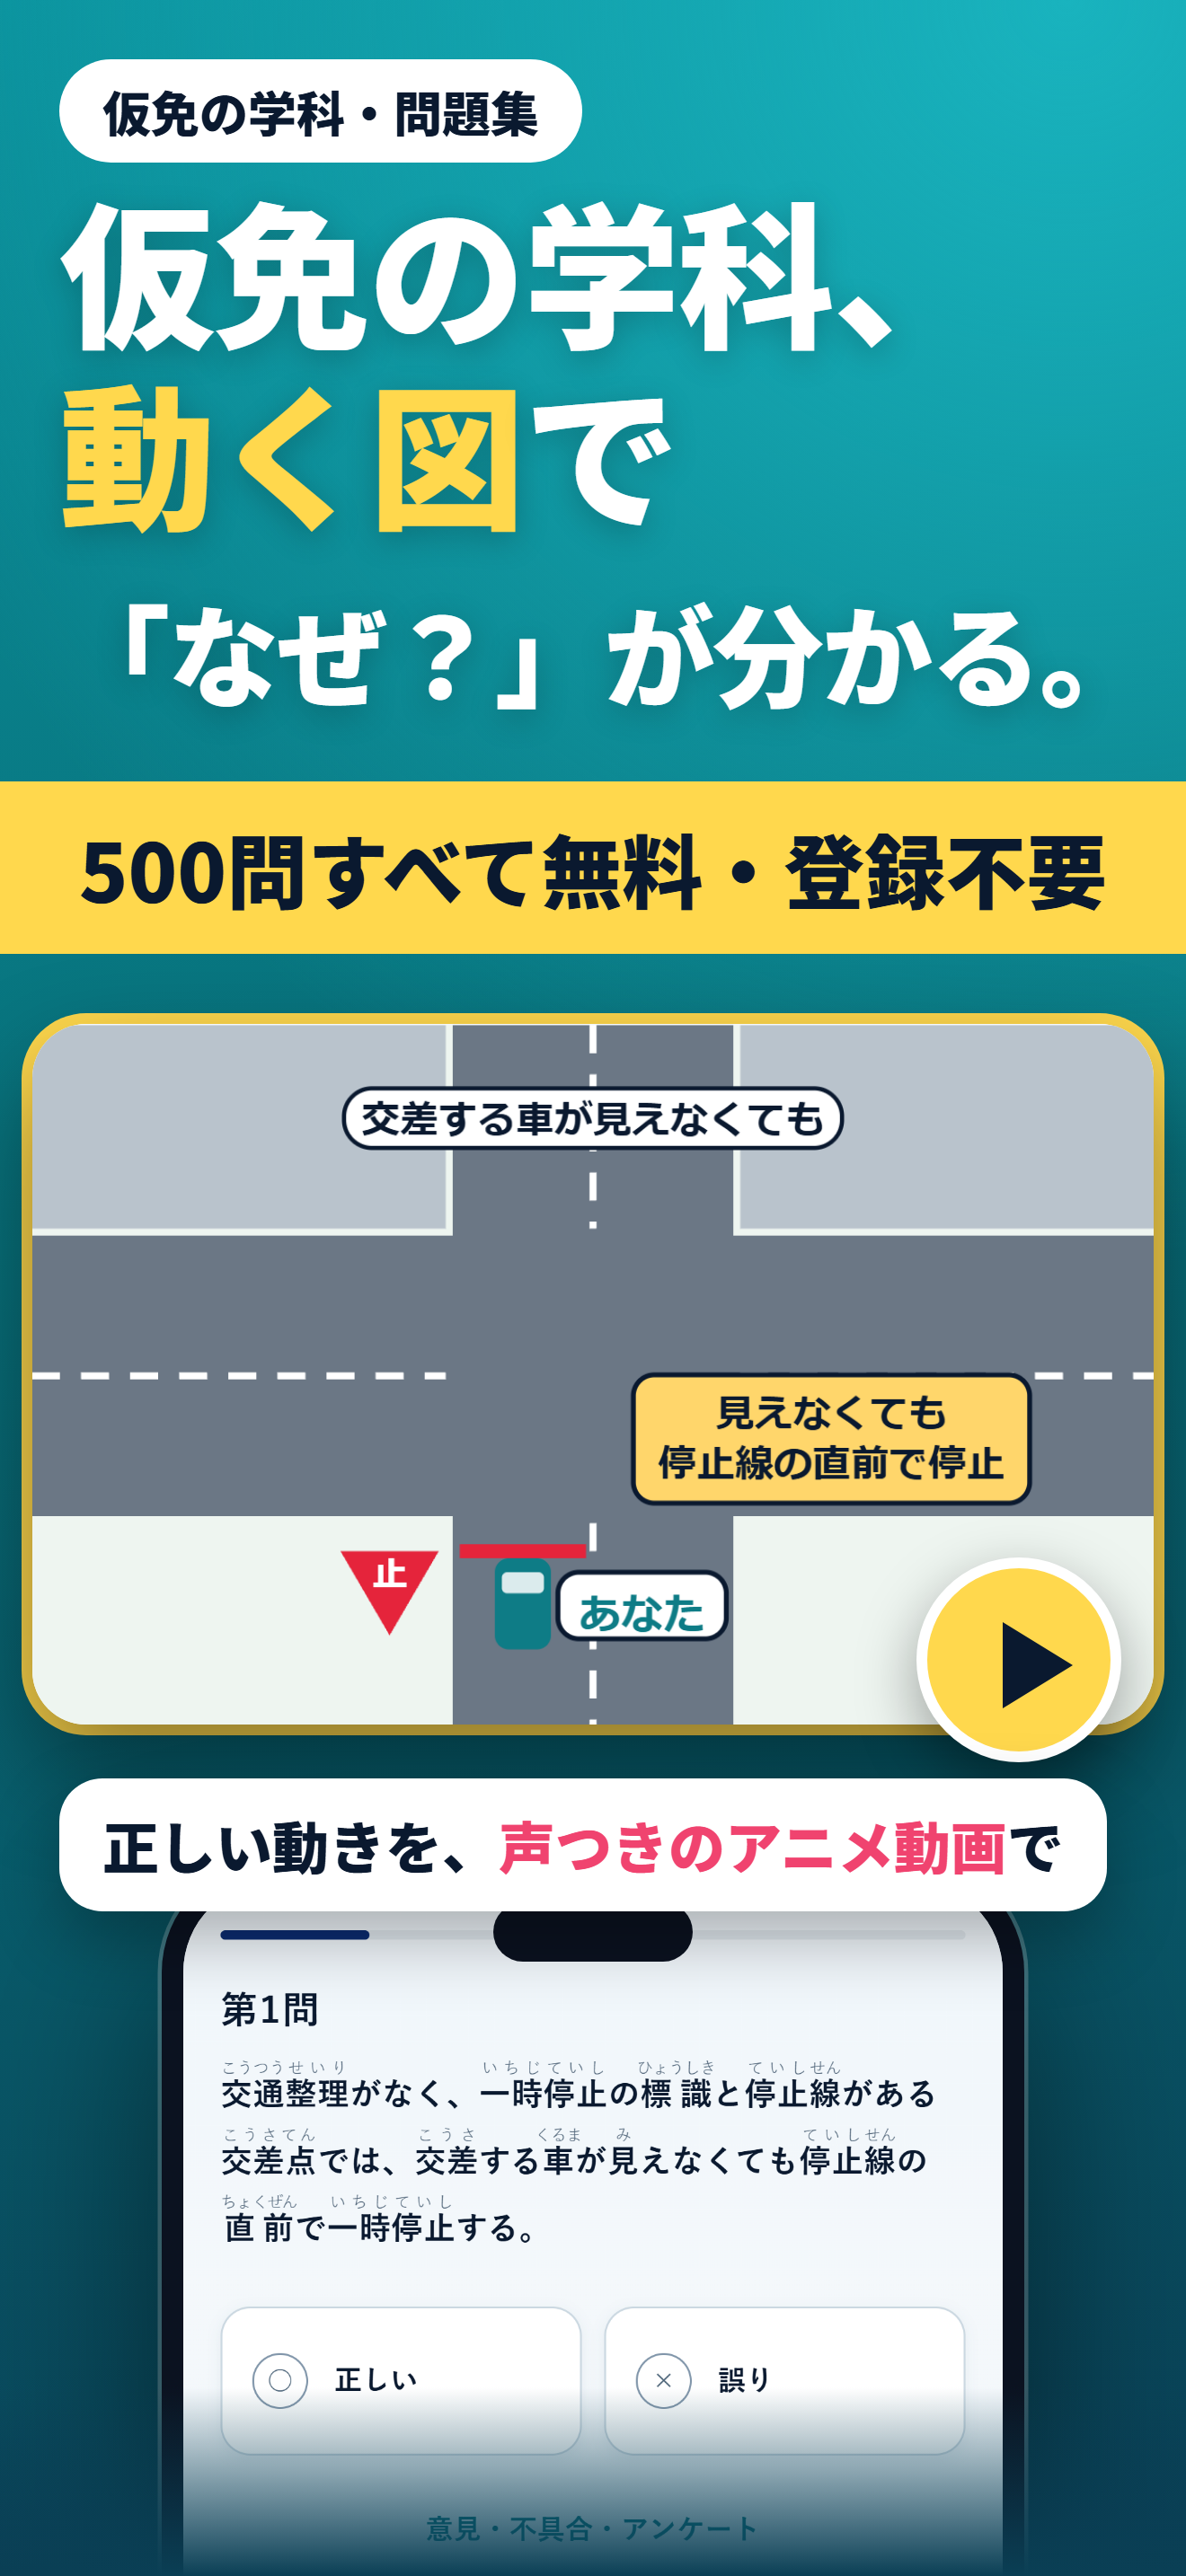 仮免の学科・問題集
仮免の学科、
動く図で
「なぜ？」が分かる。
500問すべて無料・登録不要
交差する車が見えなくても
見えなくても
停止線の直前で停止
止
あなた
正しい動きを、声つきのアニメ動画で
第1問
こうつうせいり いちじていし ひょうしき ていしせん
交通整理がなく、一時停止の標識と停止線がある
こうさてん こうさ くるま み ていしせん
交差点では、交差する車が見えなくても停止線の
ちょくぜん いちじていし
直前で一時停止する。
○ 正しい
× 誤り
意見・不具合・アンケート